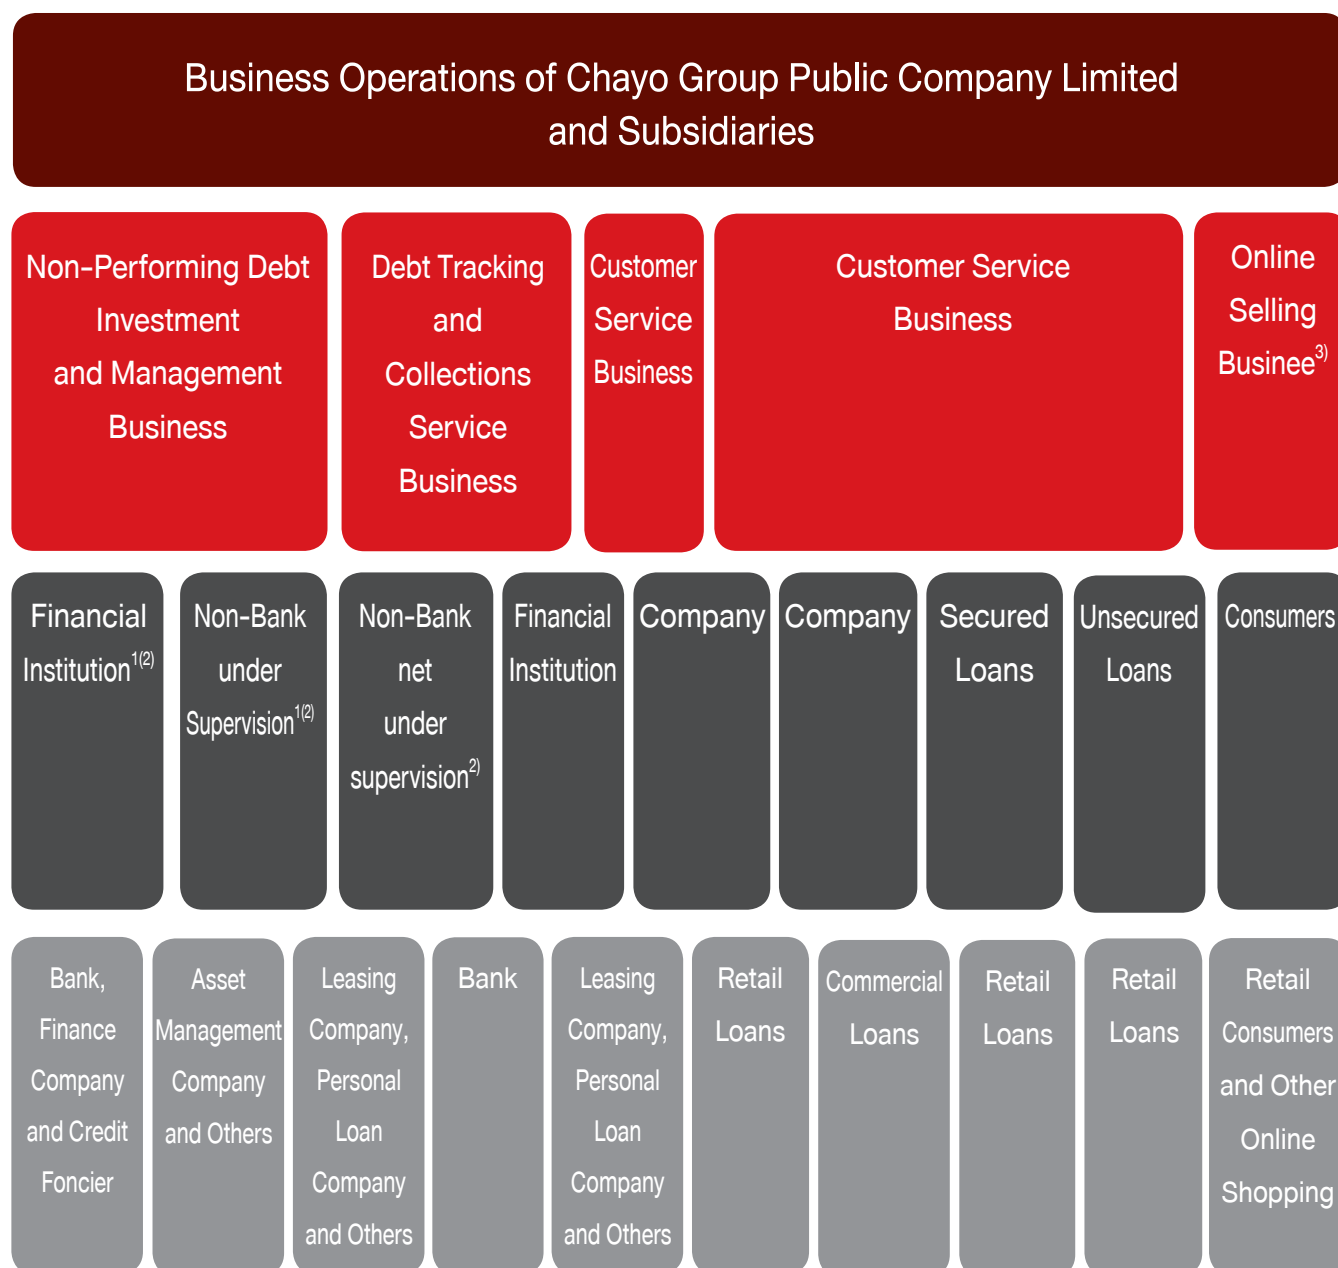 Business Operations of Chayo Group Public Company Limited
and Subsidiaries
Non-Performing Debt
Investment
and Management
Business
Debt Tracking
and
Collections
Service
Business
Customer
Service
Business
Customer Service
Business
Online
Selling
Businee3)
Financial
Institution1(2)
Non-Bank
under
Supervision1(2)
Non-Bank
net
under
supervision2)
Financial
Institution
Company
Company
Secured
Loans
Unsecured
Loans
Consumers
Bank,
Finance
Company
and Credit
Foncier
Asset
Management
Company
and Others
Leasing
Company,
Personal
Loan
Company
and Others
Bank
Leasing
Company,
Personal
Loan
Company
and Others
Retail
Loans
Commercial
Loans
Retail
Loans
Retail
Loans
Retail
Consumers
and Other
Online
Shopping